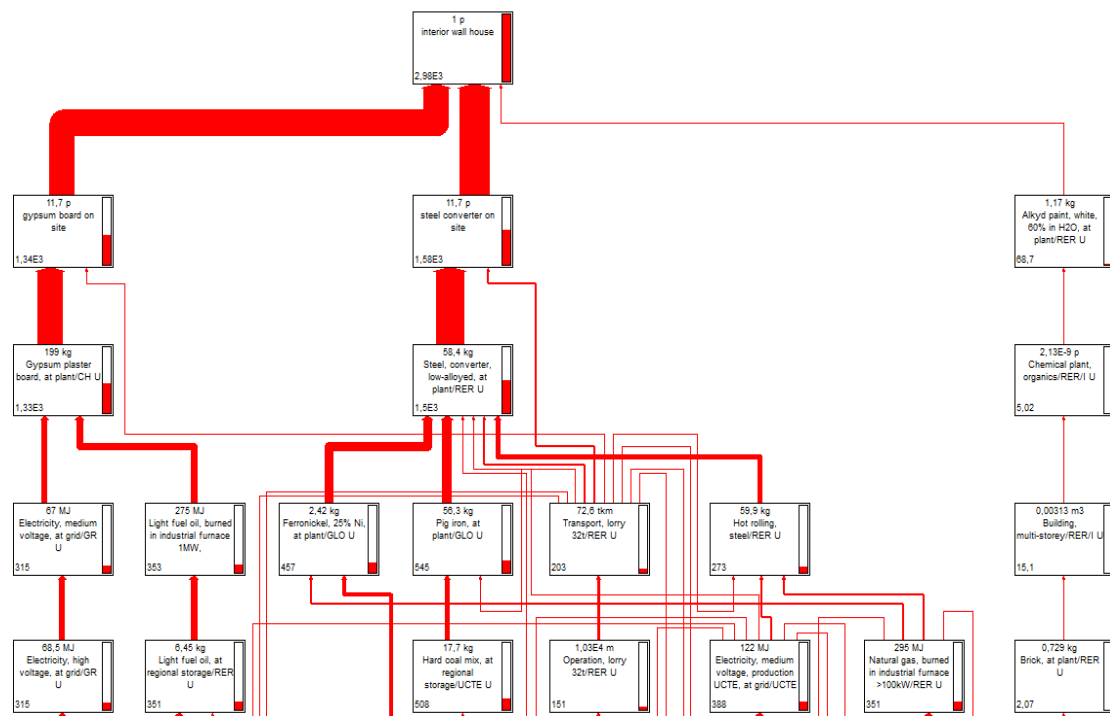 1 p
interior wall house
2,98E3
11,7 p
gypsum board on
site
1,34E3
11,7 p
steel converter on
site
1,58E3
1,17 kg
Alkyd paint, white,
60% in H2O, at
plant/RER U
68,7
199 kg
Gypsum plaster
board, at plant/CH U
1,33E3
58,4 kg
Steel, converter,
low-alloyed, at
plant/RER U
1,5E3
2,13E-9 p
Chemical plant,
organics/RER/I U
5,02
67 MJ
Electricity, medium
voltage, at grid/GR
U
315
275 MJ
Light fuel oil, burned
in industrial furnace
1MW,
353
2,42 kg
Ferronickel, 25% Ni,
at plant/GLO U
457
56,3 kg
Pig iron, at
plant/GLO U
545
72,6 tkm
Transport, lorry
32t/RER U
203
59,9 kg
Hot rolling,
steel/RER U
273
0,00313 m3
Building,
multi-storey/RER/I U
15,1
68,5 MJ
Electricity, high
voltage, at grid/GR
U
315
6,45 kg
Light fuel oil, at
regional storage/RER
U
351
17,7 kg
Hard coal mix, at
regional
storage/UCTE U
508
1,03E4 m
Operation, lorry
32t/RER U
151
122 MJ
Electricity, medium
voltage, production
UCTE, at grid/UCTE
388
295 MJ
Natural gas, burned
in industrial furnace
>100kW/RER U
351
0,729 kg
Brick, at plant/RER
U
2,07